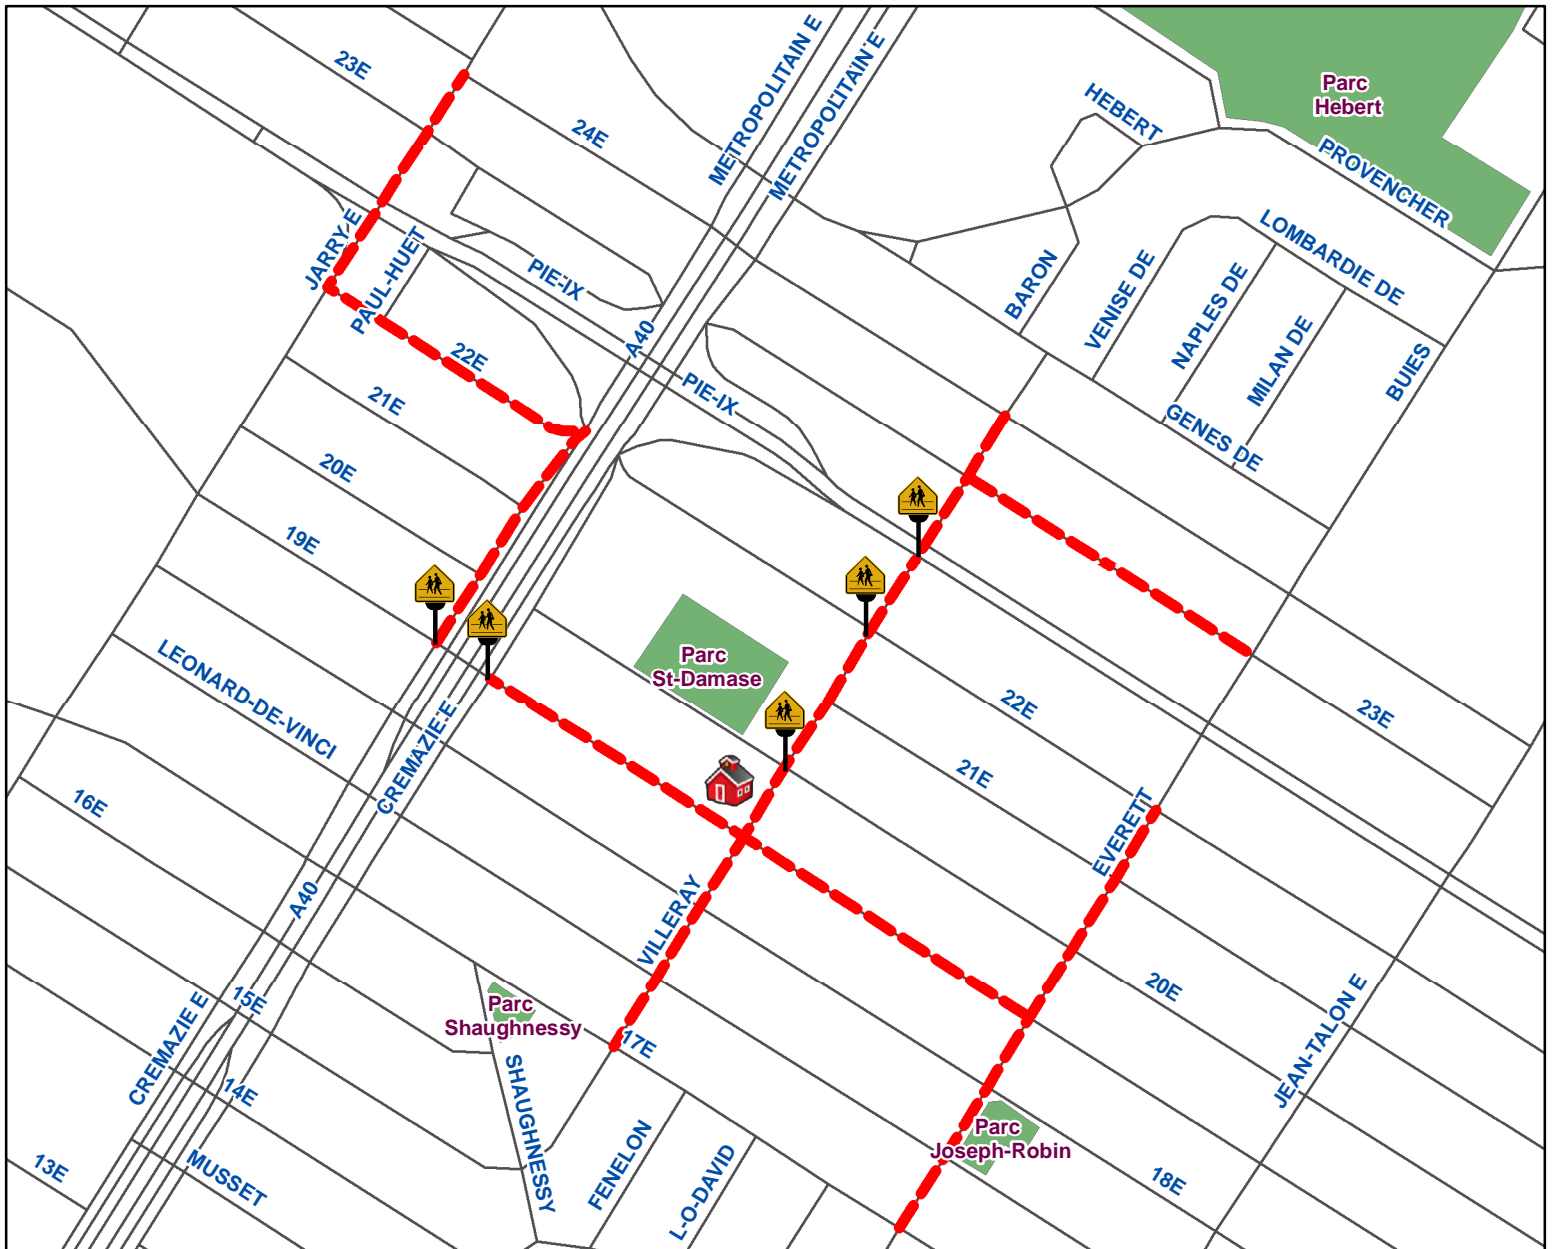 23E
24E
METROPOLITAIN E
METROPOLITAIN E
Parc
Hebert
HEBERT
PROVENCHER
LOMBARDIE DE
JARRY E
PAUL-HUET
PIE-IX
BARON
VENISE DE
NAPLES DE
MILAN DE
BUIES
A40
22E
PIE-IX
21E
GENES DE
20E
19E
LEONARD-DE-VINCI
Parc
St-Damase
22E
23E
CREMAZIE E
21E
16E
EVERETT
A40
VILLERAY
20E
15E
Parc
Shaughnessy
17E
CREMAZIE E
JEAN-TALON E
14E
SHAUGHNESSY
Parc
Joseph-Robin
13E
MUSSET
FENELON
L-O-DAVID
18E